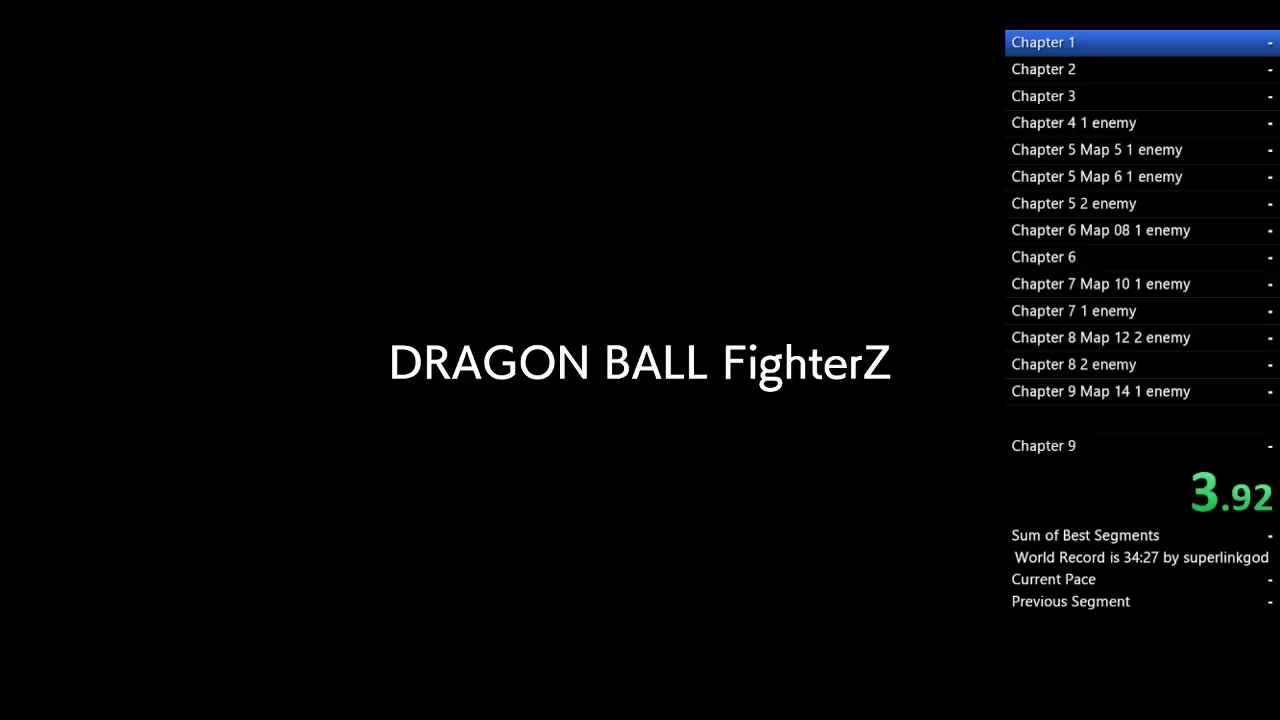 DRAGON BALL FighterZ
Chapter 1 -
Chapter 2 -
Chapter 3 -
Chapter 4 1 enemy -
Chapter 5 Map 5 1 enemy -
Chapter 5 Map 6 1 enemy -
Chapter 5 2 enemy -
Chapter 6 Map 08 1 enemy -
Chapter 6 -
Chapter 7 Map 10 1 enemy -
Chapter 7 1 enemy -
Chapter 8 Map 12 2 enemy -
Chapter 8 2 enemy -
Chapter 9 Map 14 1 enemy -
Chapter 9 -
3.92
Sum of Best Segments -
World Record is 34:27 by superlinkgod
Current Pace -
Previous Segment -